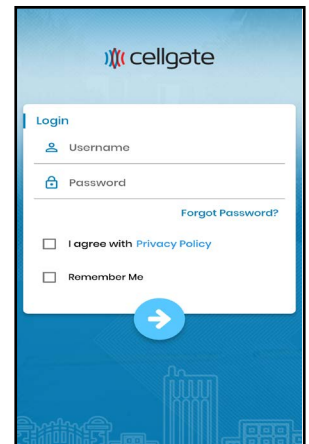 cellgate
Login
Username
Password
Forgot Password?
I agree with Privacy Policy
Remember Me